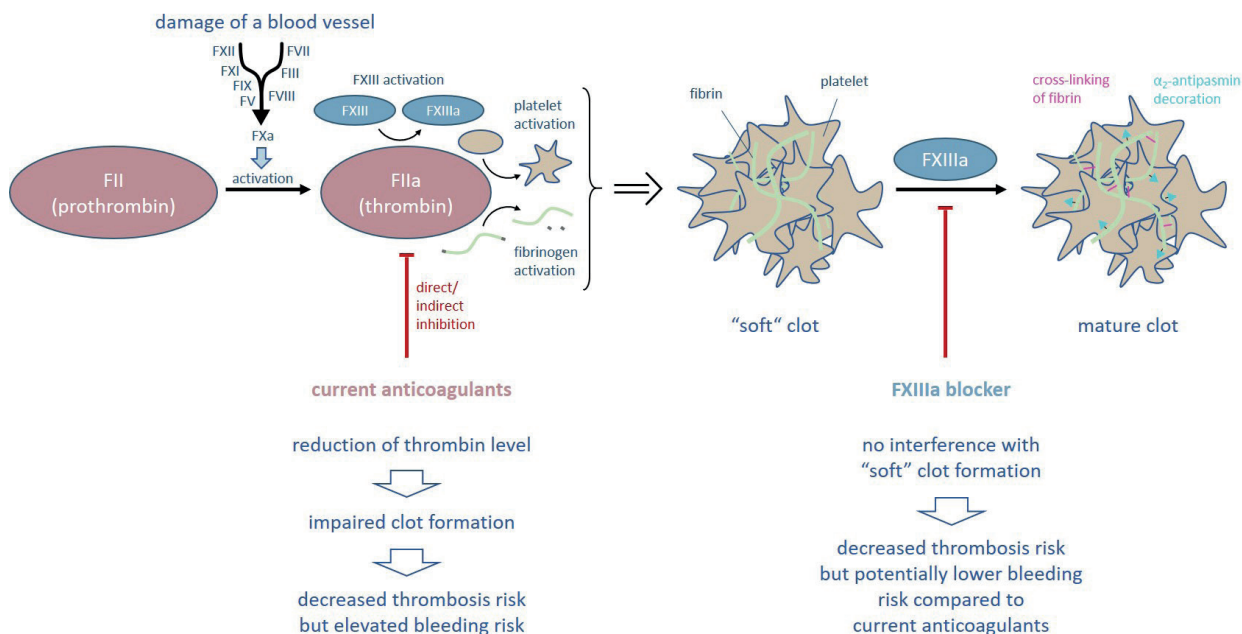 damage of a blood vessel
FXII
FVII
FXI
FIII
FIX
FVIII
FV
FXa
activation
FII
(prothrombin)
FXIII activation
FXIII
FXIIIa
platelet
activation
FIIa
(thrombin)
fibrinogen
activation
direct/
indirect
inhibition
fibrin
platelet
"soft" clot
FXIIIa
cross-linking
of fibrin
α2-antipasmin
decoration
mature clot
current anticoagulants
reduction of thrombin level
impaired clot formation
decreased thrombosis risk
but elevated bleeding risk
FXIIIa blocker
no interference with
"soft" clot formation
decreased thrombosis risk
but potentially lower bleeding
risk compared to
current anticoagulants